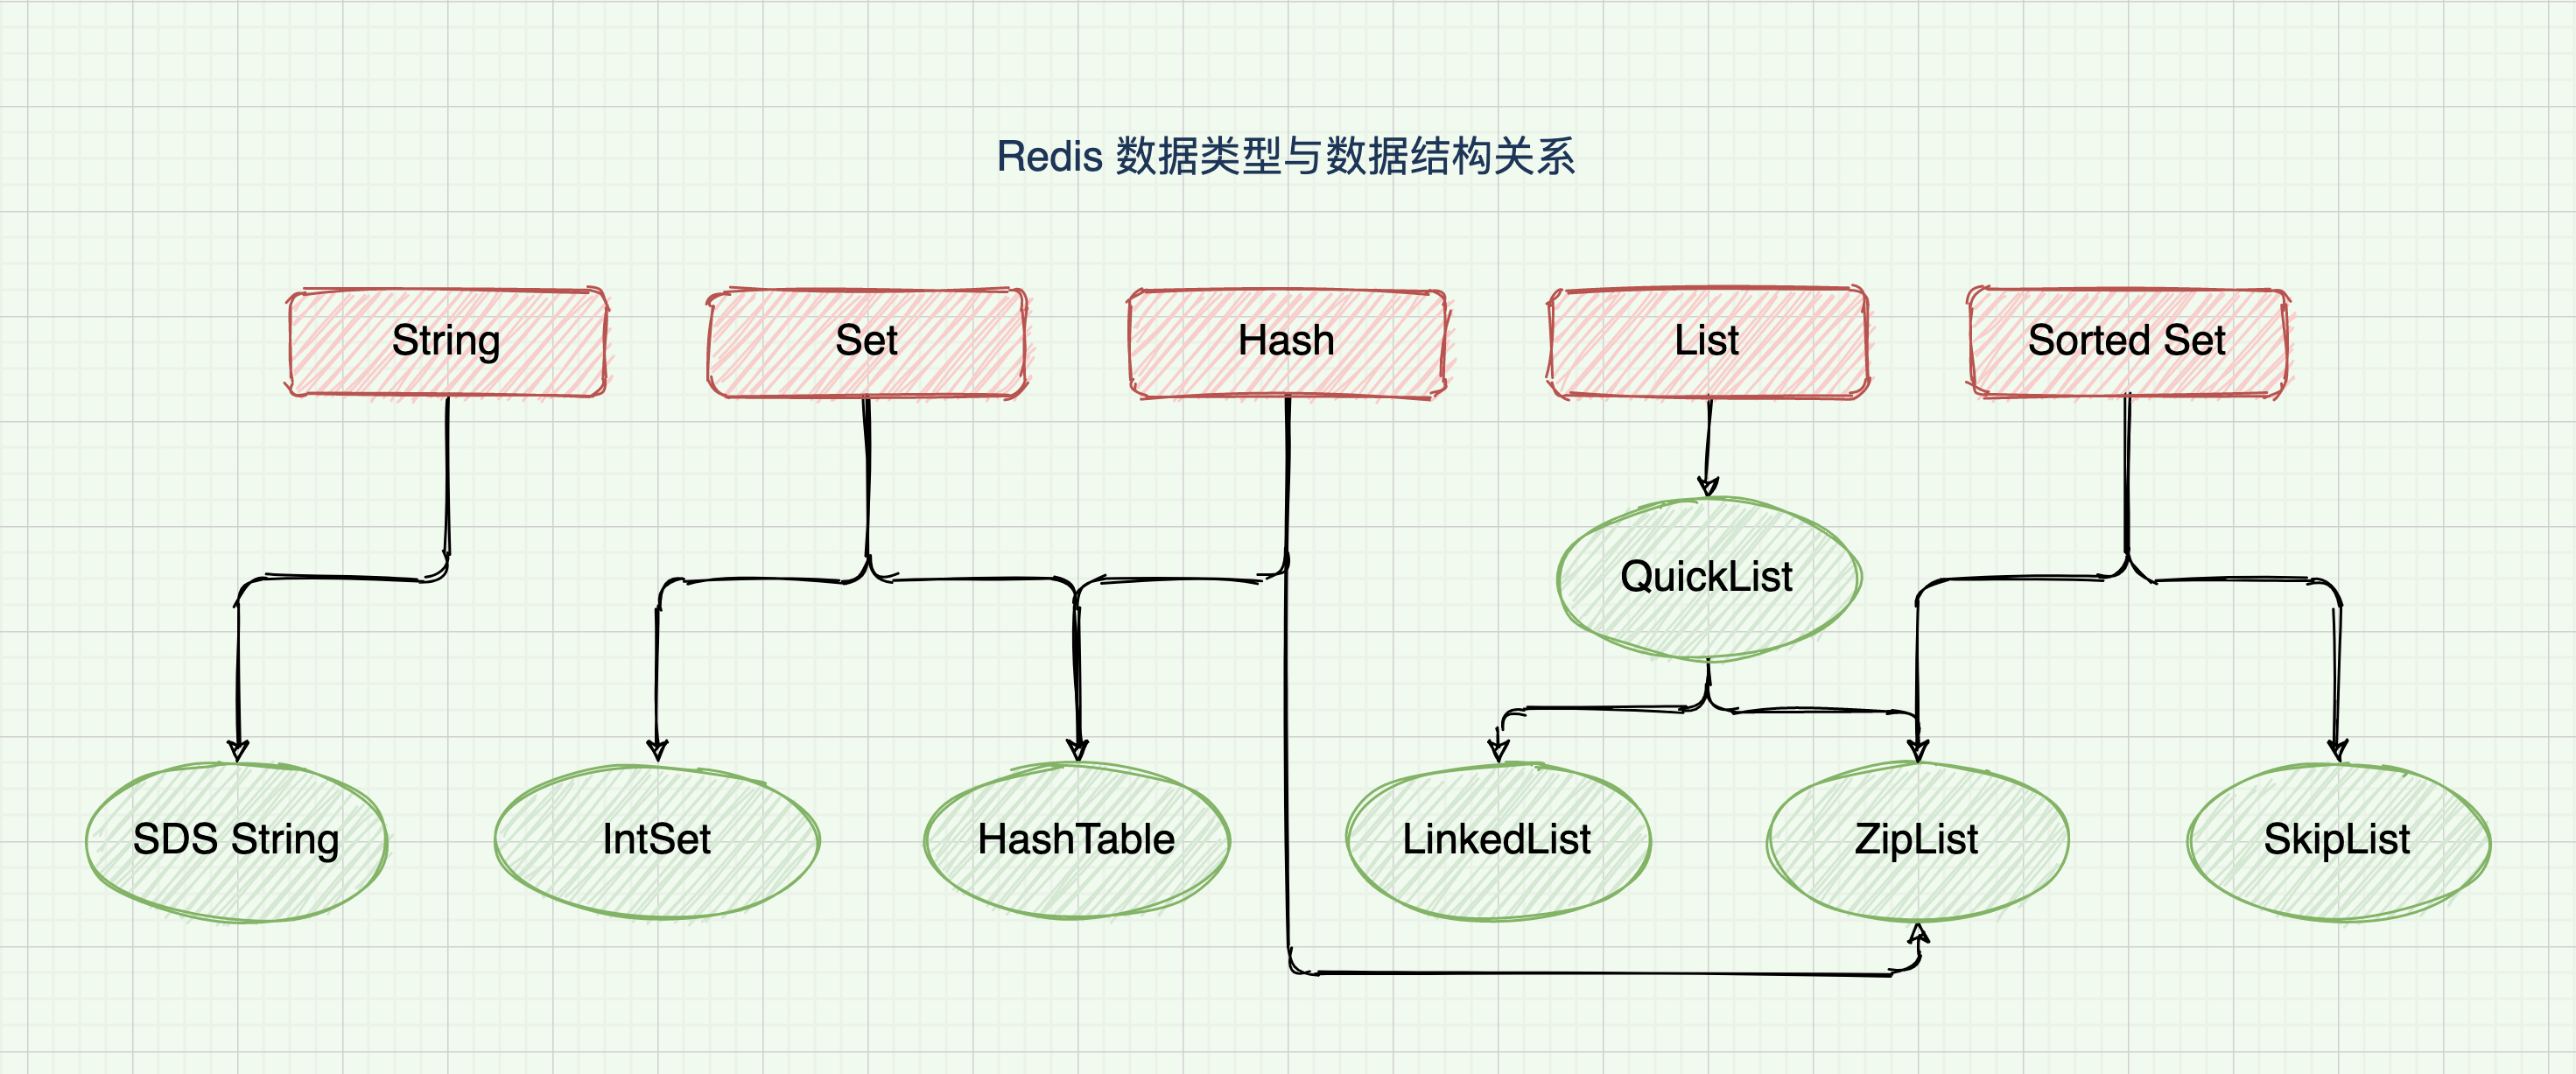 Redis 数据类型与数据结构关系
String
Set
Hash
List
Sorted Set
QuickList
SDS String
IntSet
HashTable
LinkedList
ZipList
SkipList